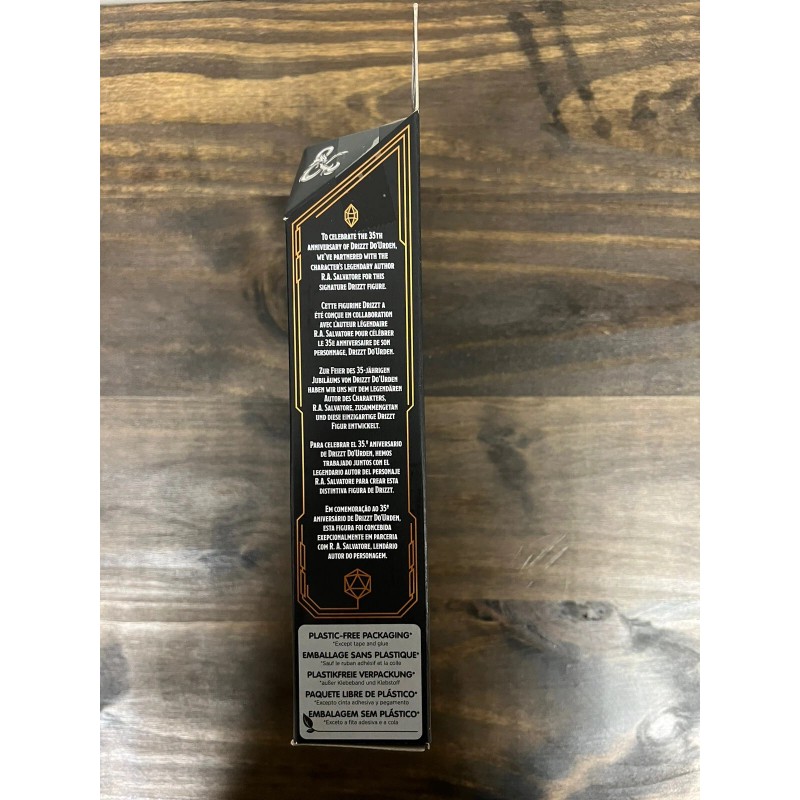 To celebrate the 35th
anniversary of Drizzt Do'Urden,
we've partnered with the
character's legendary author
R.A. Salvatore for this
signature Drizzt figure.
Cette figurine Drizzt a
été conçue en collaboration
avec l'auteur légendaire
R.A. Salvatore pour célébrer
le 35e anniversaire de son
personnage, Drizzt Do'Urden.
Zur Feier des 35-jährigen
Jubiläums von Drizzt Do'Urden
haben wir uns mit dem legendären
Autor des Charakters,
R.A. Salvatore, zusammengetan
und diese einzigartige Drizzt
Figur entwickelt.
Para celebrar el 35.º aniversario
de Drizzt Do'Urden, hemos
trabajado juntos con el
legendario autor del personaje
R.A. Salvatore para crear esta
distintiva figura de Drizzt.
Em comemoração ao 35º
aniversário de Drizzt Do'Urden,
esta figura foi concebida
exepcionalmente em parceria
com R. A. Salvatore, lendário
autor do personagem.
PLASTIC-FREE PACKAGING*
*Except tape and glue
EMBALLAGE SANS PLASTIQUE*
*Sauf le ruban adhésif et la colle
PLASTIKFREIE VERPACKUNG*
*außer Klebeband und Klebstoff
PAQUETE LIBRE DE PLÁSTICO*
*Excepto cinta adhesiva y pegamento
EMBALAGEM SEM PLÁSTICO*
*Exceto a fita adesiva e a cola